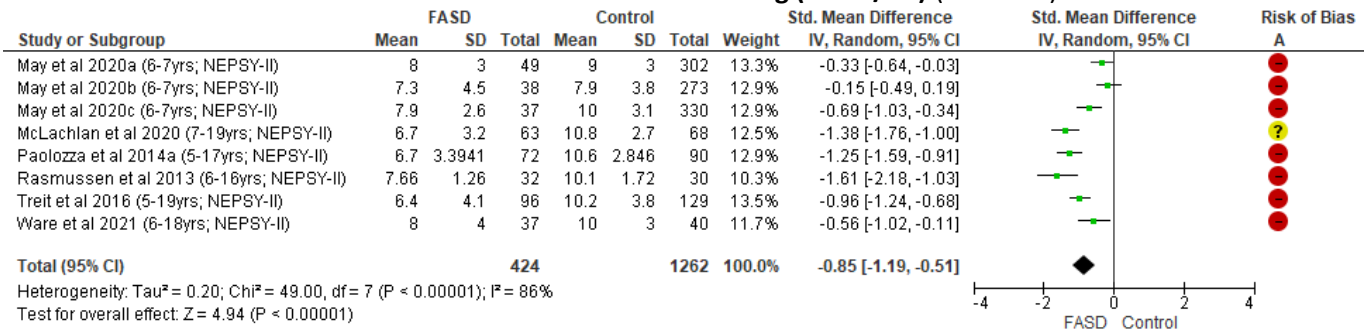 FASD Control Std. Mean Difference Std. Mean Difference Risk of Bias
Study or Subgroup Mean SD Total Mean SD Total Weight IV, Random, 95% CI IV, Random, 95% CI A
May et al 2020a (6-7yrs; NEPSY-II) 8 3 49 9 3 302 13.3% -0.33 [-0.64, -0.03]
May et al 2020b (6-7yrs; NEPSY-II) 7.3 4.5 38 7.9 3.8 273 12.9% -0.15 [-0.49, 0.19]
May et al 2020c (6-7yrs; NEPSY-II) 7.9 2.6 37 10 3.1 330 12.9% -0.69 [-1.03, -0.34]
McLachlan et al 2020 (7-19yrs; NEPSY-II) 6.7 3.2 63 10.8 2.7 68 12.5% -1.38 [-1.76, -1.00] ?
Paolozza et al 2014a (5-17yrs; NEPSY-II) 6.7 3.3941 72 10.6 2.846 90 12.9% -1.25 [-1.59, -0.91]
Rasmussen et al 2013 (6-16yrs; NEPSY-II) 7.66 1.26 32 10.1 1.72 30 10.3% -1.61 [-2.18, -1.03]
Treit et al 2016 (5-19yrs; NEPSY-II) 6.4 4.1 96 10.2 3.8 129 13.5% -0.96 [-1.24, -0.68]
Ware et al 2021 (6-18yrs; NEPSY-II) 8 4 37 10 3 40 11.7% -0.56 [-1.02, -0.11]
Total (95% CI) 424 1262 100.0% -0.85 [-1.19, -0.51]
Heterogeneity: Tau² = 0.20; Chi² = 49.00, df = 7 (P < 0.00001); I² = 86%
Test for overall effect: Z = 4.94 (P < 0.00001)
-4 -2 0 2 4
FASD Control